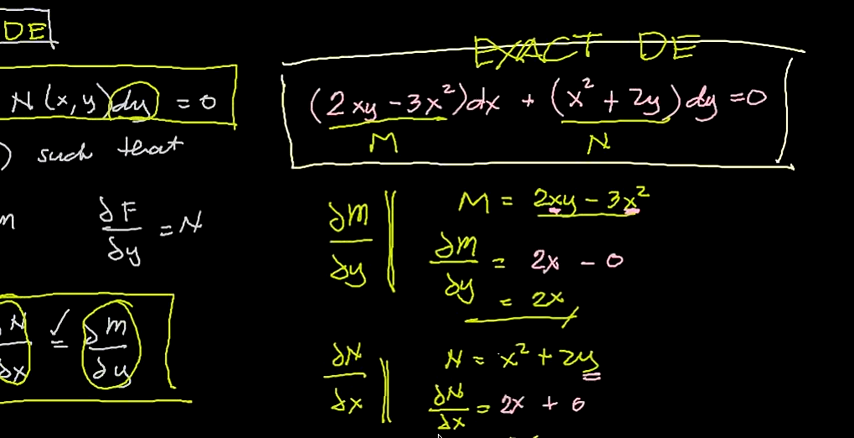 DE
N(x,y)dy = 0
) such that
m
∂F/∂y = N
∂N/∂x = ∂m/∂y
EXACT DE
(2xy - 3x²)dx + (x² + 2y)dy = 0
M N
∂m/∂y
M = 2xy - 3x²
∂m/∂y = 2x - 0
= 2x
∂N/∂x
N = x² + 2y
∂N/∂x = 2x + 0